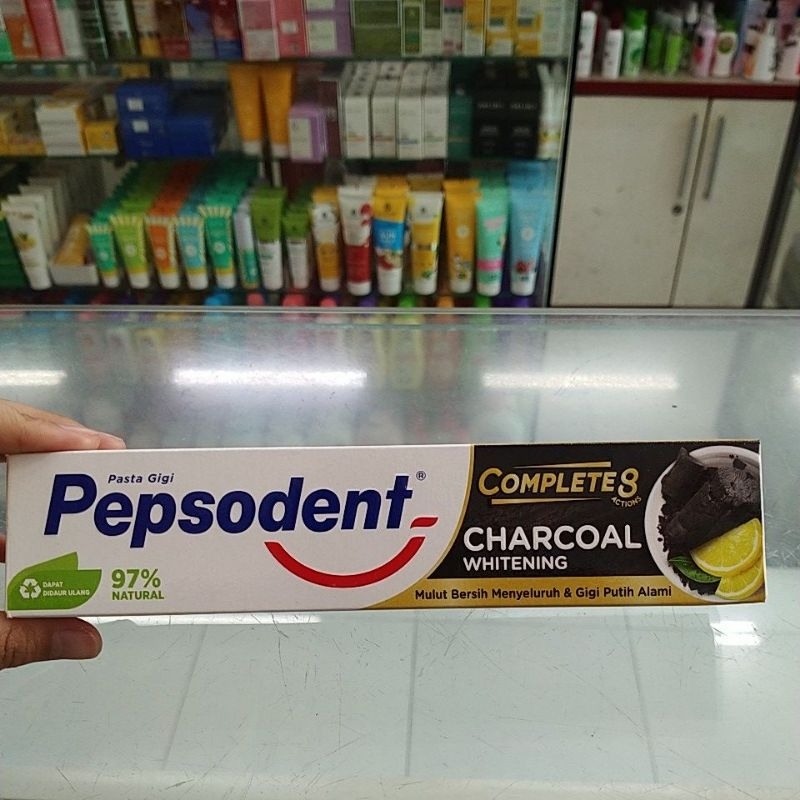 Pasta Gigi
Pepsodent®
DAPAT
DIDAUR ULANG
97%
NATURAL
COMPLETE 8
ACTIONS
CHARCOAL
WHITENING
Mulut Bersih Menyeluruh & Gigi Putih Alami